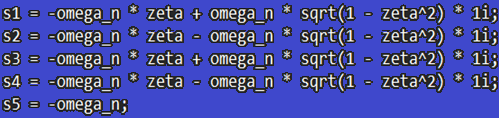 s1 = -omega_n * zeta + omega_n * sqrt(1 - zeta^2) * 1i;
s2 = -omega_n * zeta - omega_n * sqrt(1 - zeta^2) * 1i;
s3 = -omega_n * zeta + omega_n * sqrt(1 - zeta^2) * 1i;
s4 = -omega_n * zeta - omega_n * sqrt(1 - zeta^2) * 1i;
s5 = -omega_n;